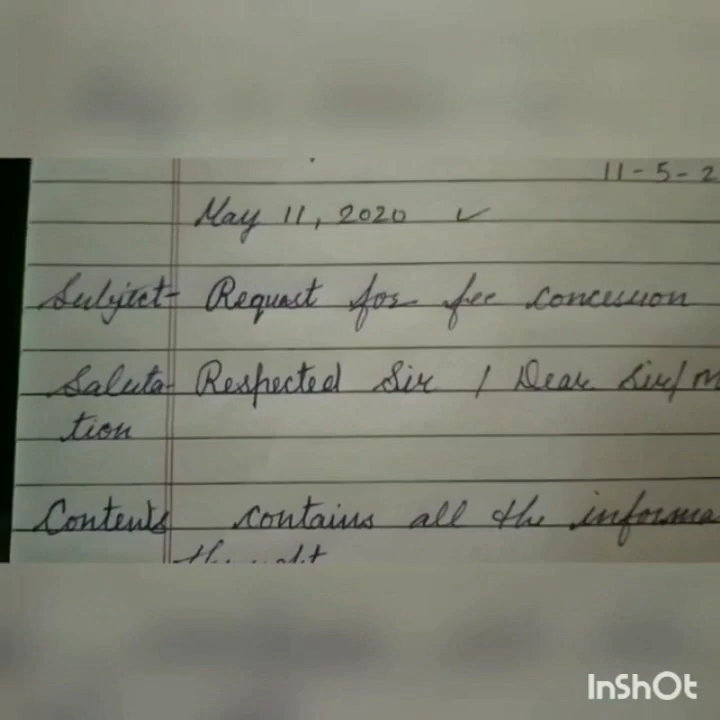 11-5-2
May 11, 2020 ✓
Subject- Request for fee concession
Saluta- Respected Sir / Dear Sir/m
tion
Contents contains all the informa
InShOt